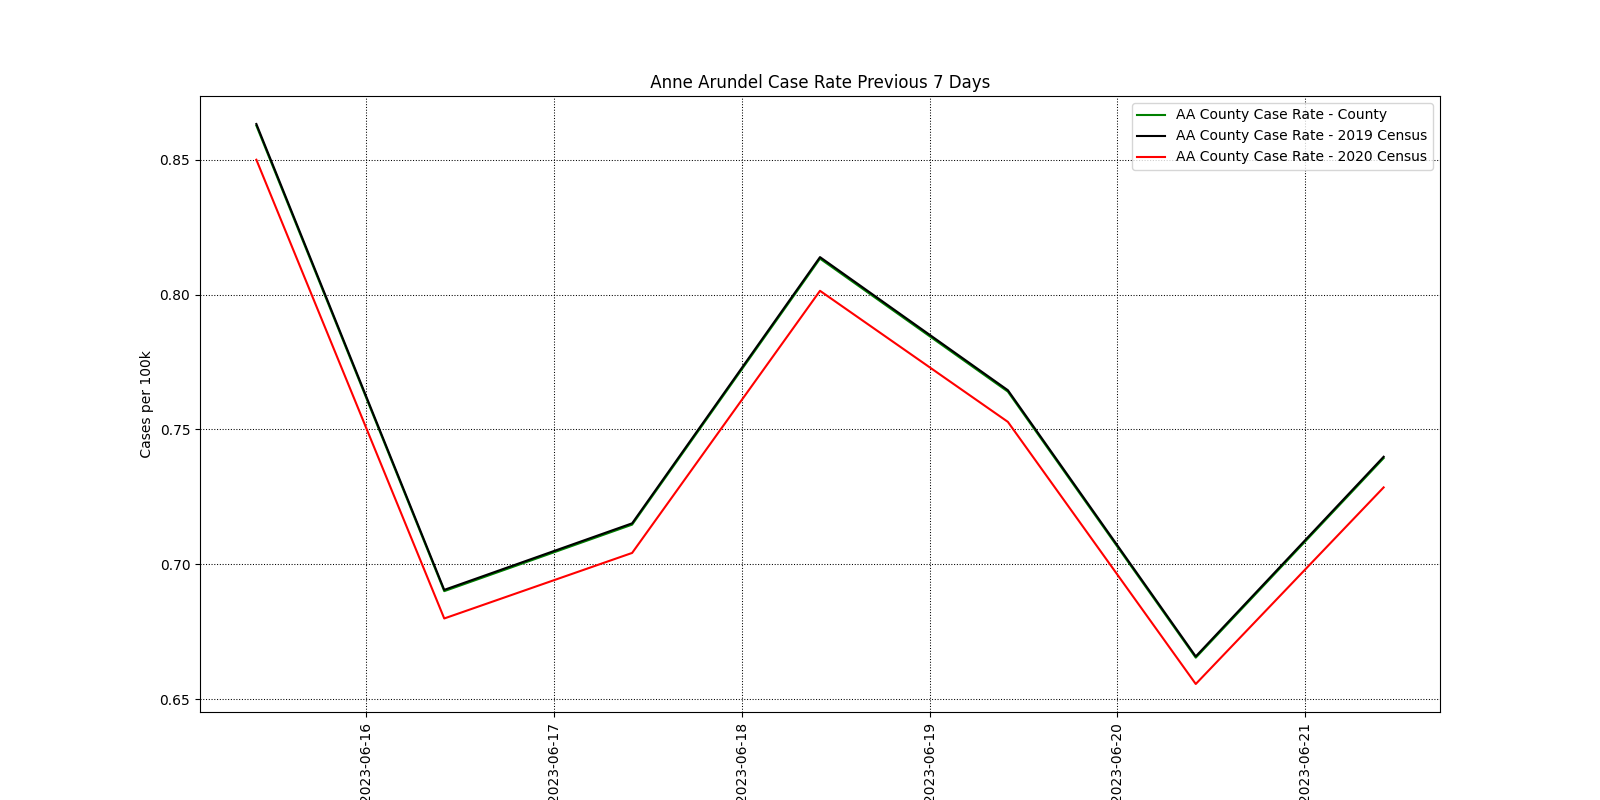 Anne Arundel Case Rate Previous 7 Days
AA County Case Rate - County
AA County Case Rate - 2019 Census
AA County Case Rate - 2020 Census
Cases per 100k
0.85
0.80
0.75
0.70
0.65
2023-06-16
2023-06-17
2023-06-18
2023-06-19
2023-06-20
2023-06-21